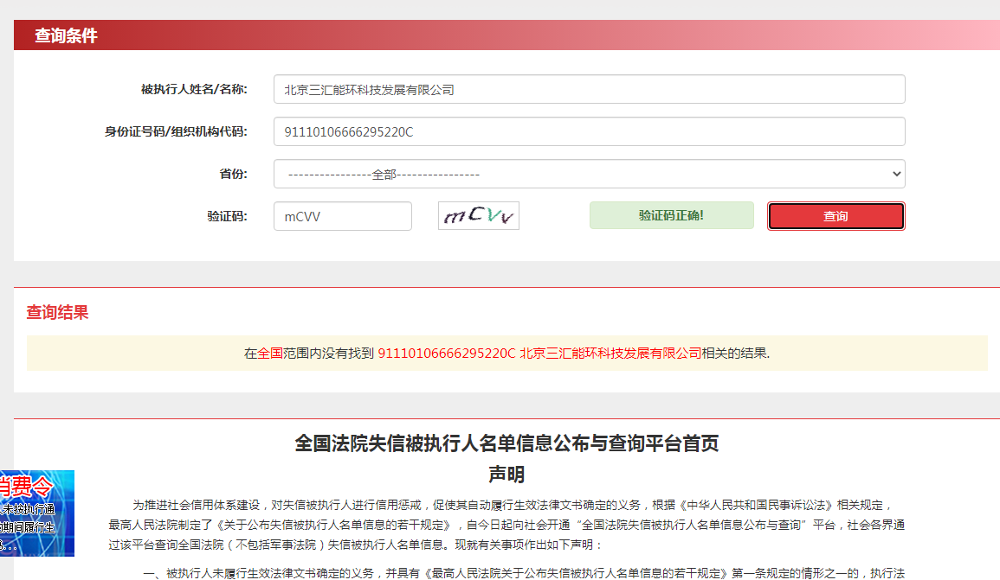 查询条件
被执行人姓名/名称: 北京三汇能环科技发展有限公司
身份证号码/组织机构代码: 91110106666295220C
省份: ----------------全部----------------
验证码: mCVV mCVv 验证码正确! 查询
查询结果
在全国范围内没有找到 91110106666295220C 北京三汇能环科技发展有限公司相关的结果.
全国法院失信被执行人名单信息公布与查询平台首页
声明
为推进社会信用体系建设，对失信被执行人进行信用惩戒，促使其自动履行生效法律文书确定的义务，根据《中华人民共和国民事诉讼法》相关规定，
最高人民法院制定了《关于公布失信被执行人名单信息的若干规定》，自今日起向社会开通“全国法院失信被执行人名单信息公布与查询”平台，社会各界通
过该平台查询全国法院（不包括军事法院）失信被执行人名单信息。现就有关事项作出如下声明：
一、被执行人未履行生效法律文书确定的义务，并具有《最高人民法院关于公布失信被执行人名单信息的若干规定》第一条规定的情形之一的，执行法
消费令
未按执行通
期间履行生